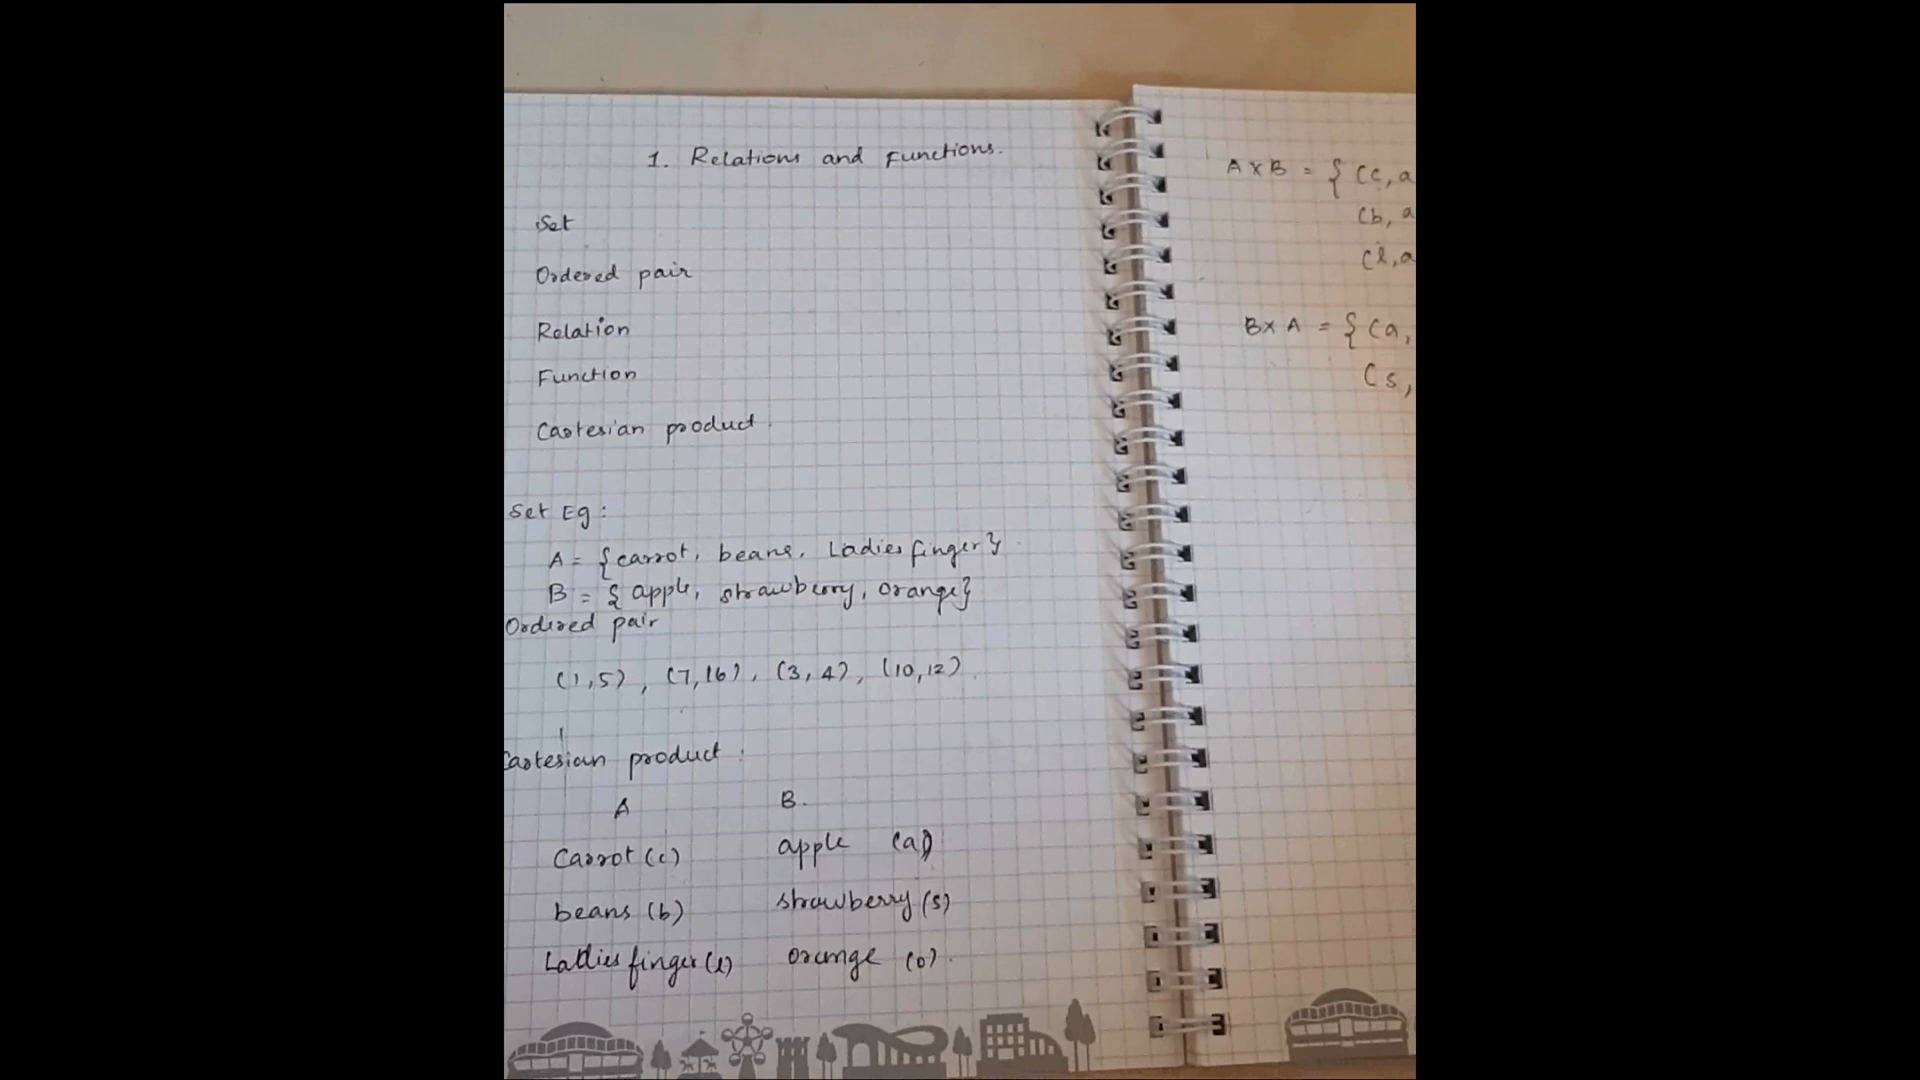 1. Relations and Functions.
Set
Ordered pair
Relation
Function
Cartesian product.
Set Eg:
A = {carrot, beans, Ladies finger}
B = {apple, strawberry, orange}
Ordered pair
(1,5), (7,16), (3,4), (10,12)
Cartesian product:
A B.
Carrot (c) apple (a)
beans (b) strawberry (s)
Ladies finger (l) orange (o).
A X B = { (c, a
(b, a
(l, a
B X A = { (a,
(s,